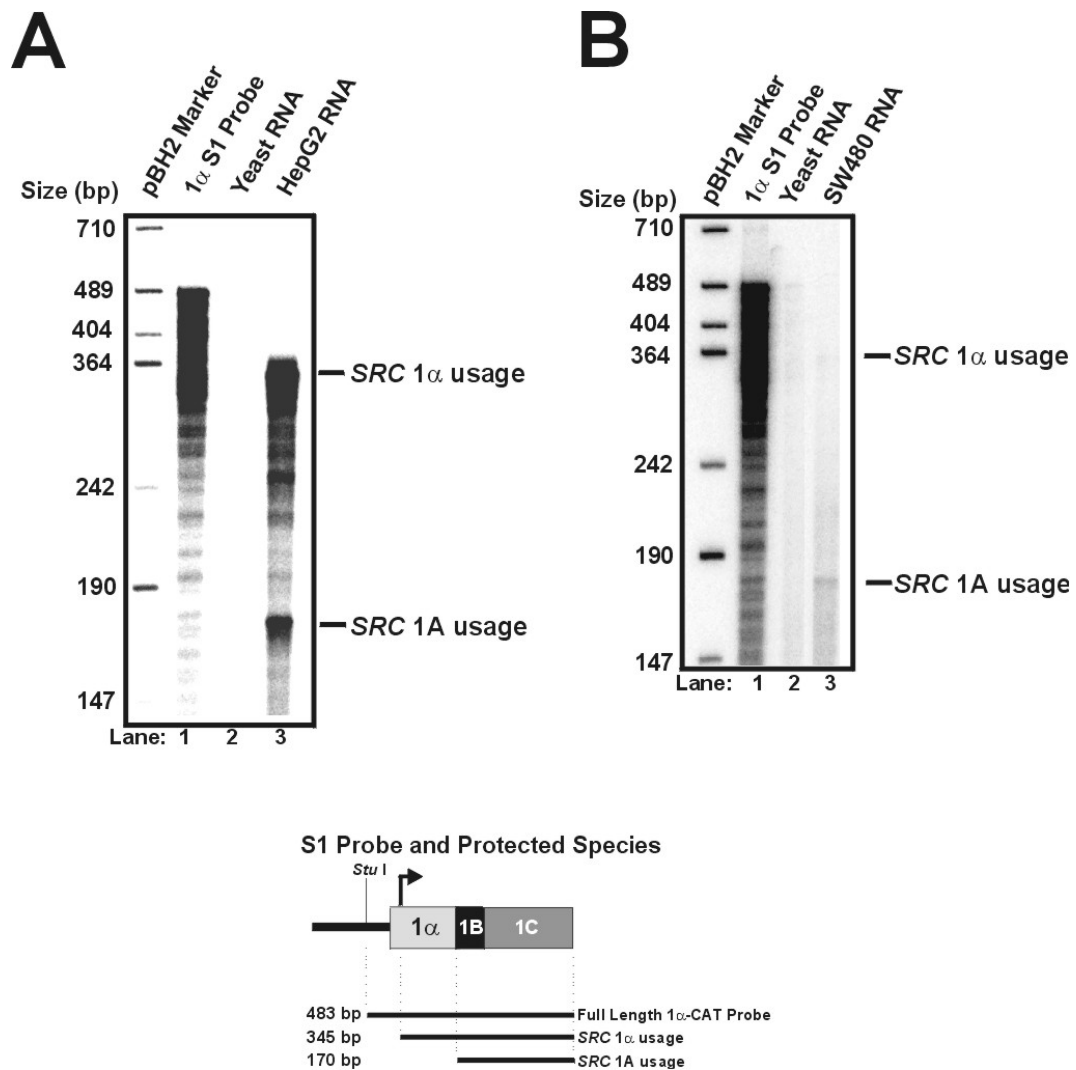 A
pBH2 Marker
1α S1 Probe
Yeast RNA
HepG2 RNA
Size (bp)
710
489
404
364
242
190
147
SRC 1α usage
SRC 1A usage
Lane: 1 2 3
B
pBH2 Marker
1α S1 Probe
Yeast RNA
SW480 RNA
Size (bp)
710
489
404
364
242
190
147
SRC 1α usage
SRC 1A usage
Lane: 1 2 3
S1 Probe and Protected Species
Stu I
1α 1B 1C
483 bp Full Length 1α-CAT Probe
345 bp SRC 1α usage
170 bp SRC 1A usage